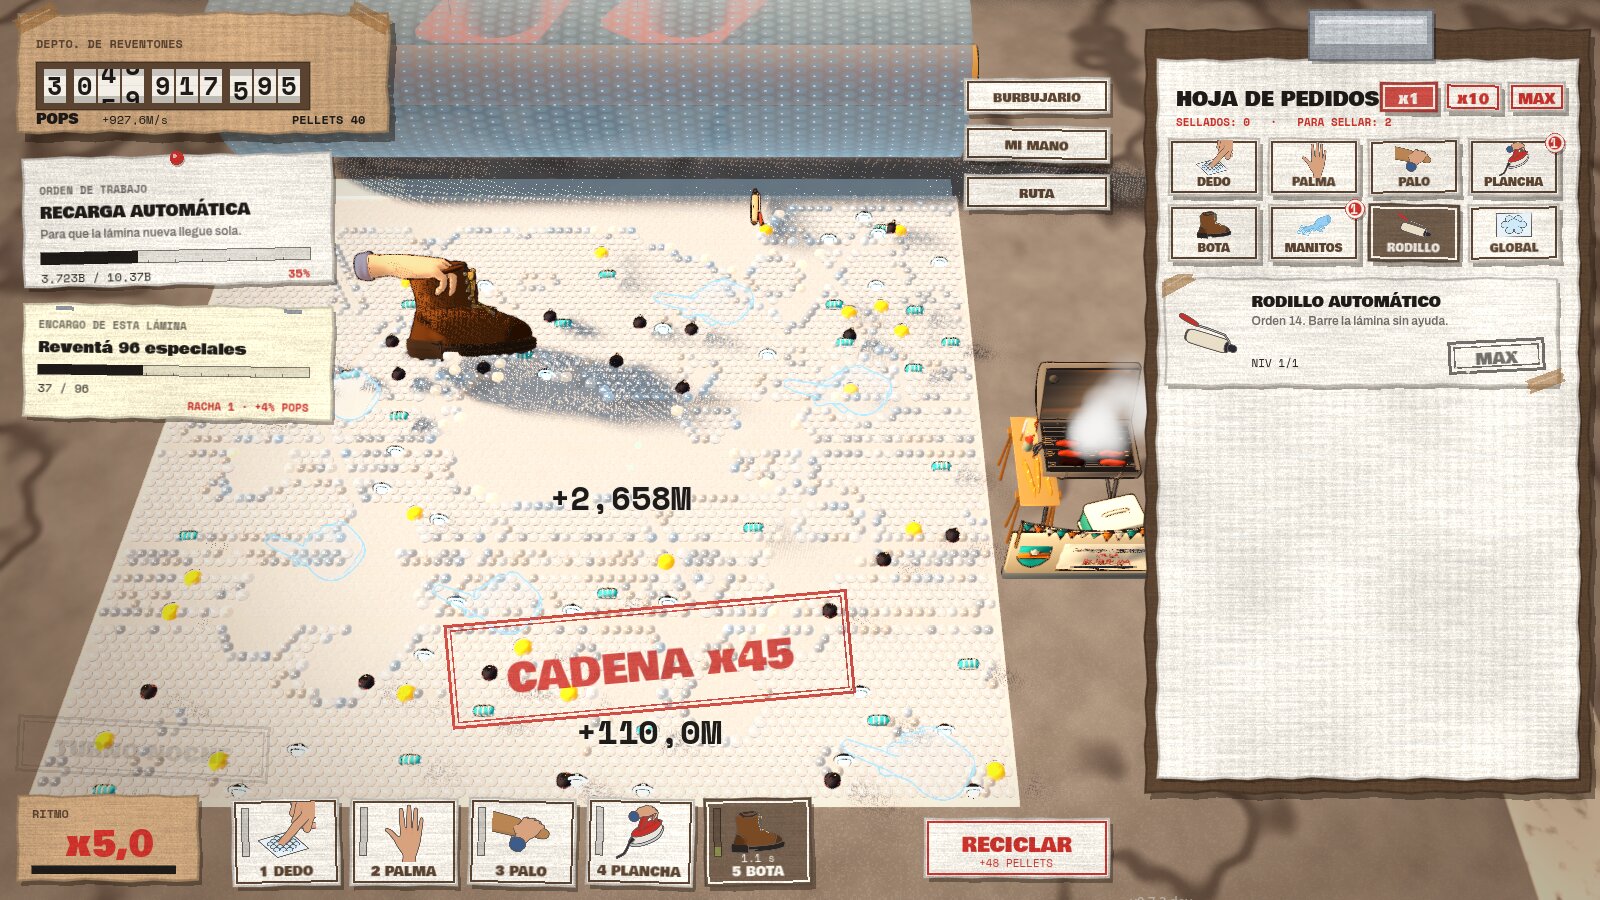 DEPTO. DE REVENTONES
POPS +927.6M/s PELLETS 40
ORDEN DE TRABAJO
RECARGA AUTOMÁTICA
Para que la lámina nueva llegue sola.
3.723B / 10.37B 35%
ENCARGO DE ESTA LÁMINA
Reventá 96 especiales
37 / 96
RACHA 1 · +4% POPS
BURBUJARIO
MI MANO
RUTA
HOJA DE PEDIDOS x1 x10 MAX
SELLADOS: 0 · PARA SELLAR: 2
DEDO PALMA PALO PLANCHA 1
BOTA MANITOS 1 RODILLO GLOBAL
RODILLO AUTOMÁTICO
Orden 14. Barre la lámina sin ayuda.
NIV 1/1 MAX
+2,658M
CADENA x45
+110,0M
RITMO
x5,0
1 DEDO
2 PALMA
3 PALO
4 PLANCHA
1.1 s
5 BOTA
RECICLAR
+48 PELLETS